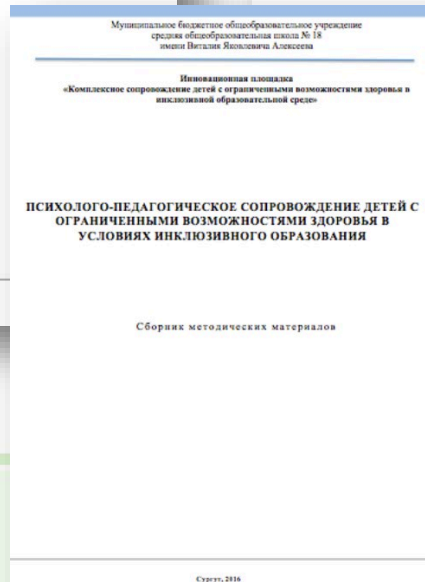 Муниципальное бюджетное общеобразовательное учреждение
средняя общеобразовательная школа № 18
имени Виталия Яковлевича Алексеева
Инновационная площадка
«Комплексное сопровождение детей с ограниченными возможностями здоровья в
инклюзивной образовательной среде»
ПСИХОЛОГО-ПЕДАГОГИЧЕСКОЕ СОПРОВОЖДЕНИЕ ДЕТЕЙ С
ОГРАНИЧЕННЫМИ ВОЗМОЖНОСТЯМИ ЗДОРОВЬЯ В
УСЛОВИЯХ ИНКЛЮЗИВНОГО ОБРАЗОВАНИЯ
Сборник методических материалов
Сургут, 2016